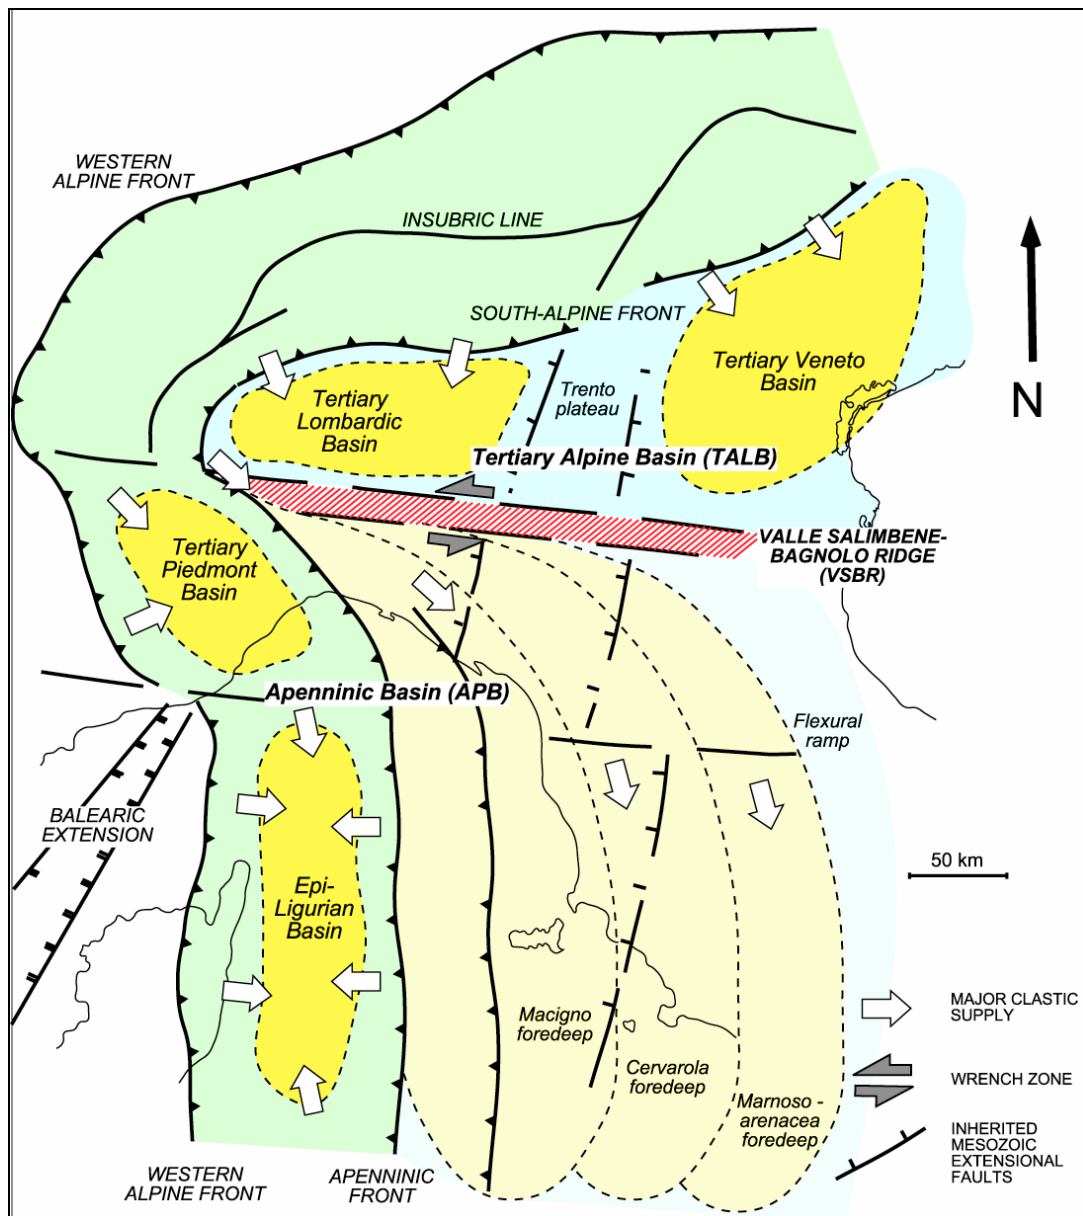 WESTERN
ALPINE FRONT
INSUBRIC LINE
SOUTH-ALPINE FRONT
Tertiary Veneto
Basin
N
Trento
plateau
Tertiary
Lombardic
Basin
Tertiary Alpine Basin (TALB)
VALLE SALIMBENE-
BAGNOLO RIDGE
(VSBR)
Tertiary
Piedmont
Basin
Apenninic Basin (APB)
Flexural
ramp
BALEARIC
EXTENSION
50 km
Epi-
Ligurian
Basin
Macigno
foredeep
Cervarola
foredeep
Marnoso -
arenacea
foredeep
MAJOR CLASTIC
SUPPLY
WRENCH ZONE
INHERITED
MESOZOIC
EXTENSIONAL
FAULTS
WESTERN
ALPINE FRONT
APENNINIC
FRONT